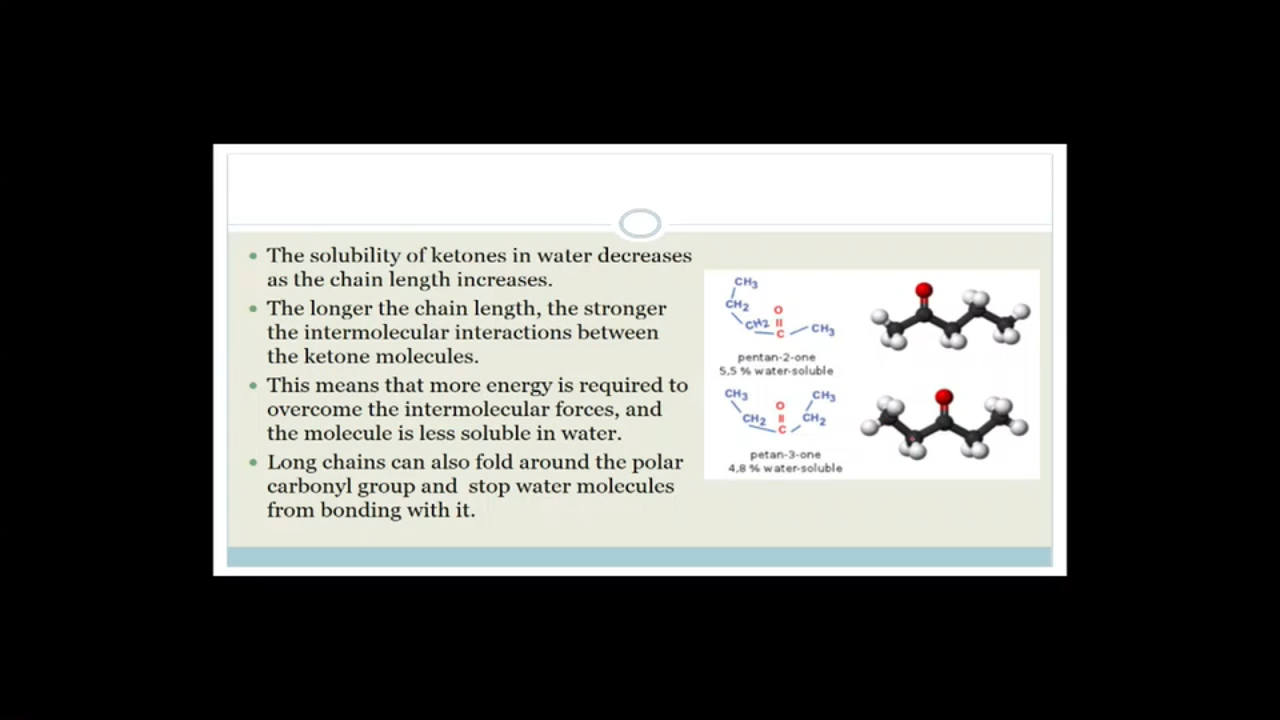 The solubility of ketones in water decreases
as the chain length increases.
The longer the chain length, the stronger
the intermolecular interactions between
the ketone molecules.
This means that more energy is required to
overcome the intermolecular forces, and
the molecule is less soluble in water.
Long chains can also fold around the polar
carbonyl group and  stop water molecules
from bonding with it.
CH3
CH2
O
CH2
C
CH3
pentan-2-one
5,5 % water-soluble
CH3
CH3
O
CH2
CH2
C
petan-3-one
4,8 % water-soluble